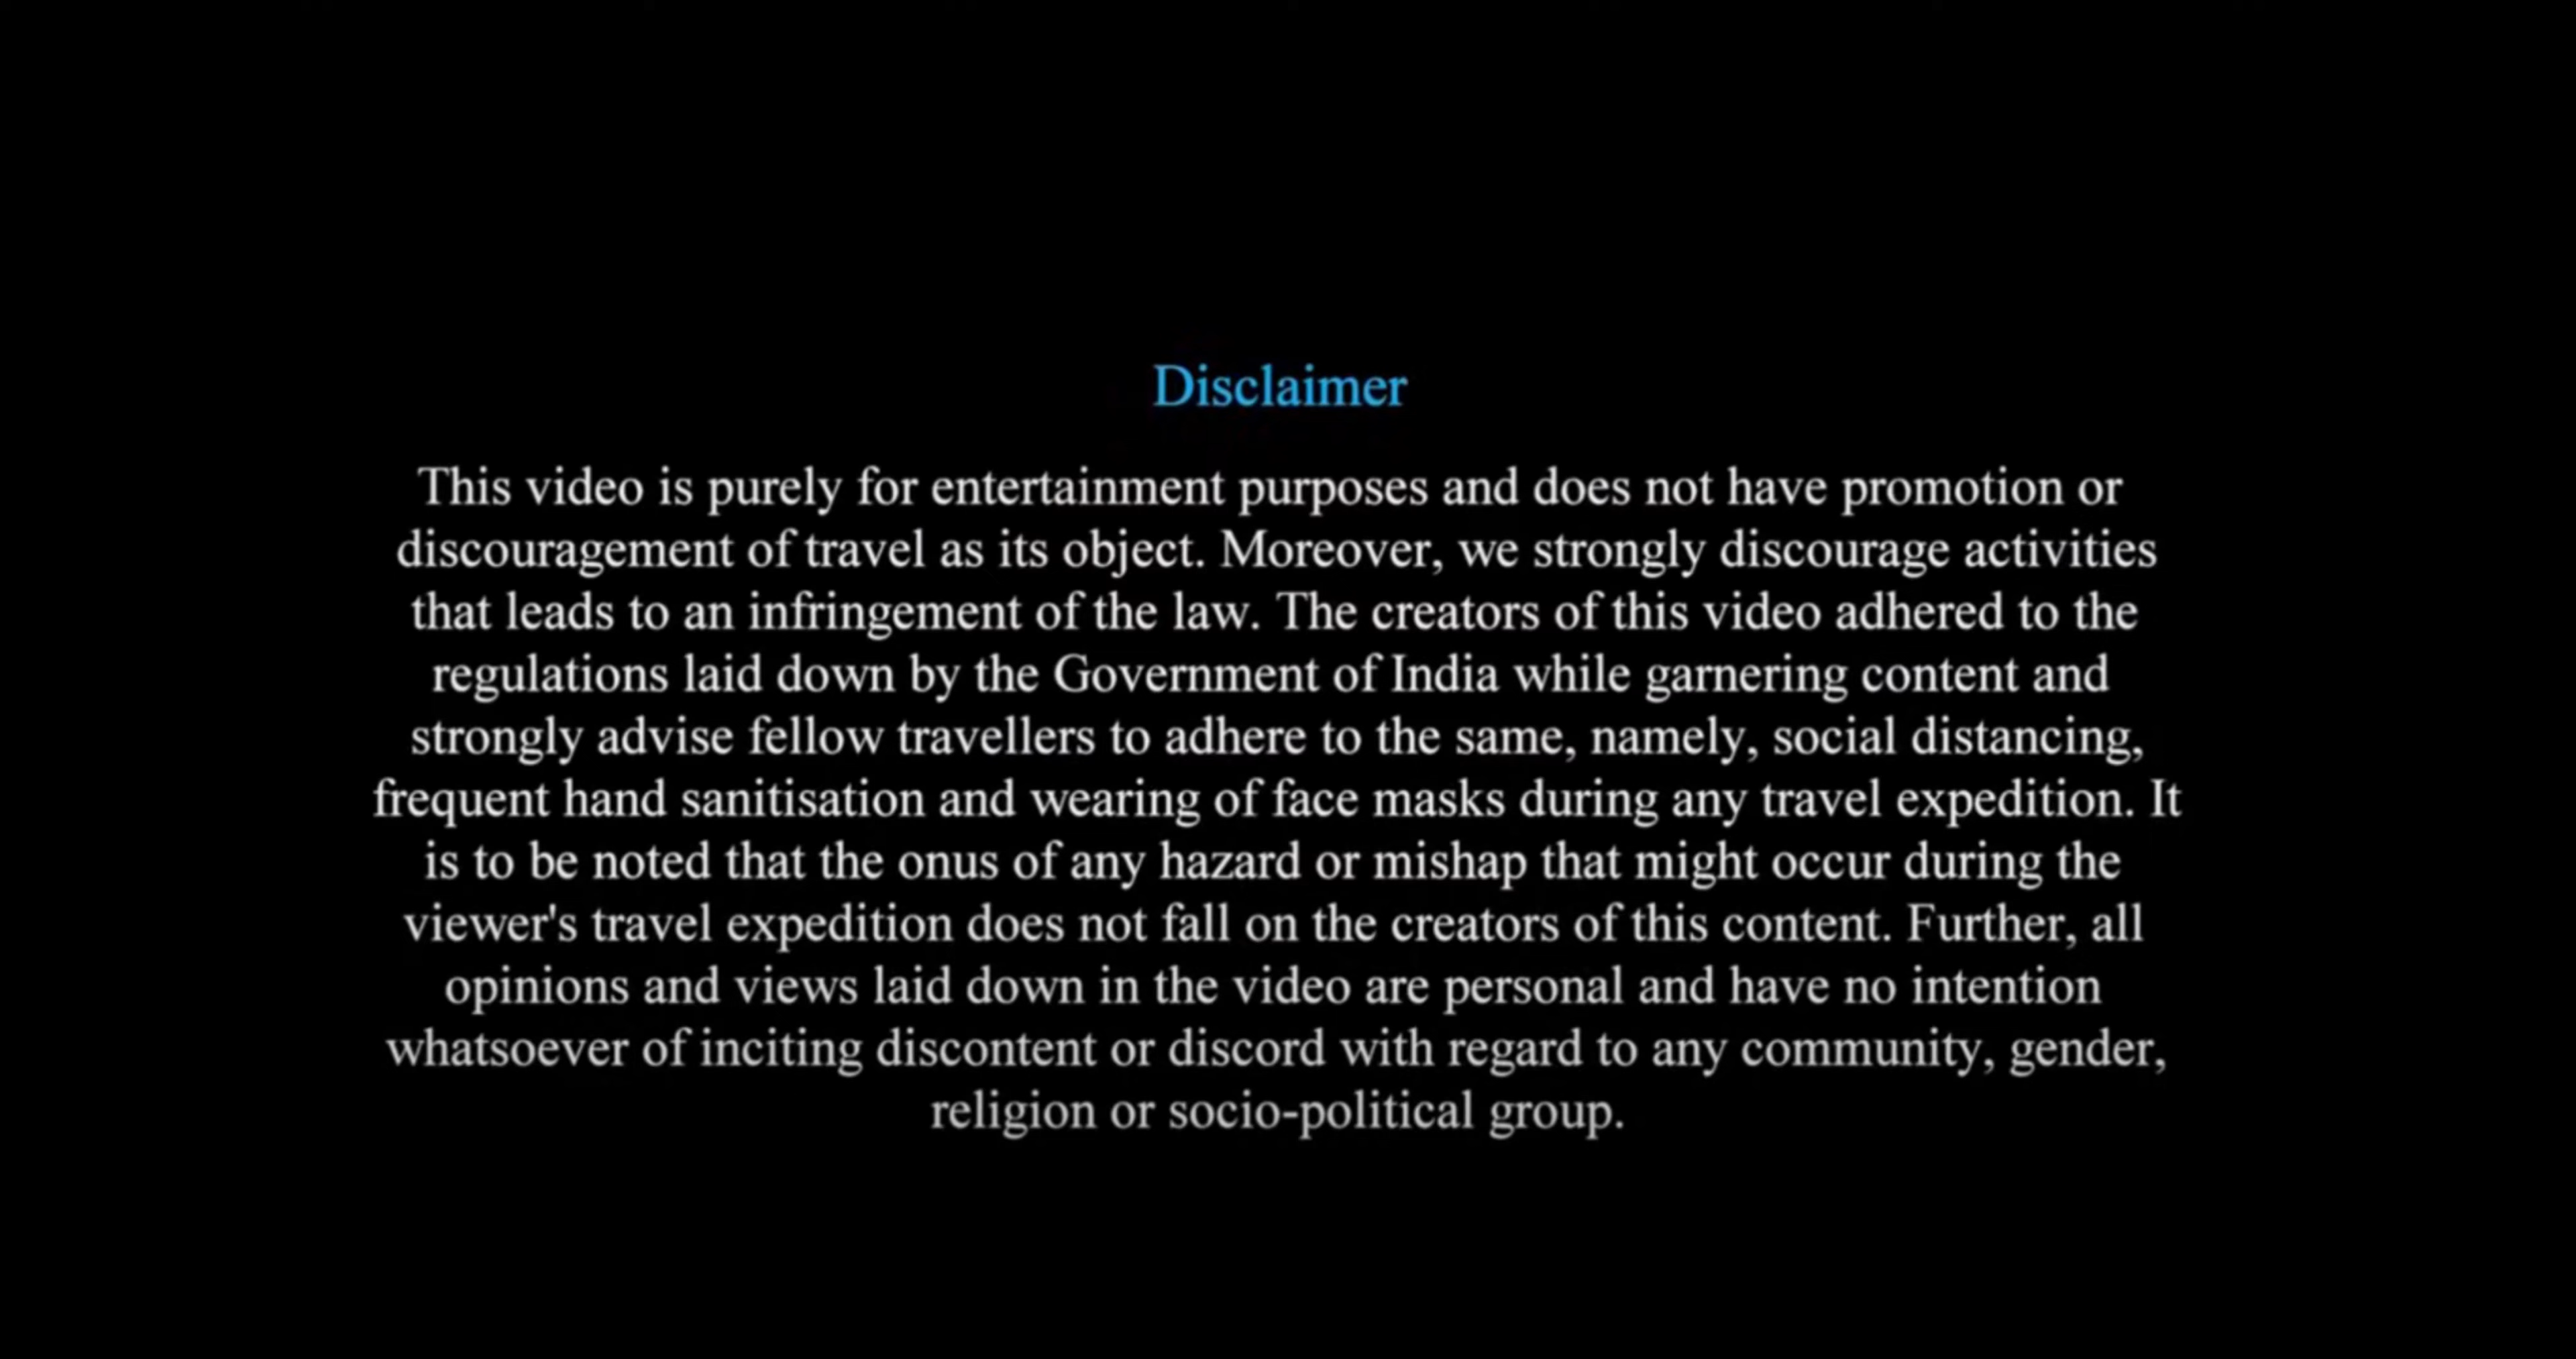 Disclaimer
This video is purely for entertainment purposes and does not have promotion or
discouragement of travel as its object. Moreover, we strongly discourage activities
that leads to an infringement of the law. The creators of this video adhered to the
regulations laid down by the Government of India while garnering content and
strongly advise fellow travellers to adhere to the same, namely, social distancing,
frequent hand sanitisation and wearing of face masks during any travel expedition. It
is to be noted that the onus of any hazard or mishap that might occur during the
viewer's travel expedition does not fall on the creators of this content. Further, all
opinions and views laid down in the video are personal and have no intention
whatsoever of inciting discontent or discord with regard to any community, gender,
religion or socio-political group.